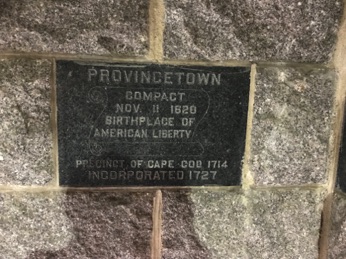 PROVINCETOWN
COMPACT
NOV. 11 1620
BIRTHPLACE OF
AMERICAN LIBERTY
PRECINCT OF CAPE COD 1714
INCORPORATED 1727